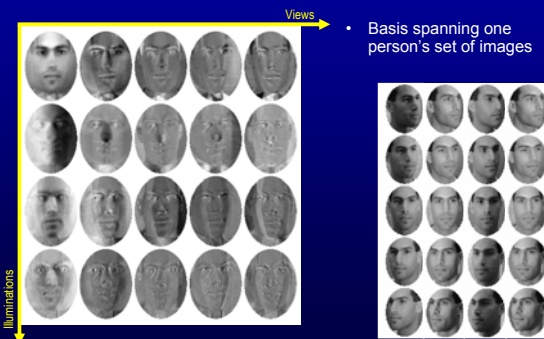 Views
• Basis spanning one
person's set of images
Illuminations